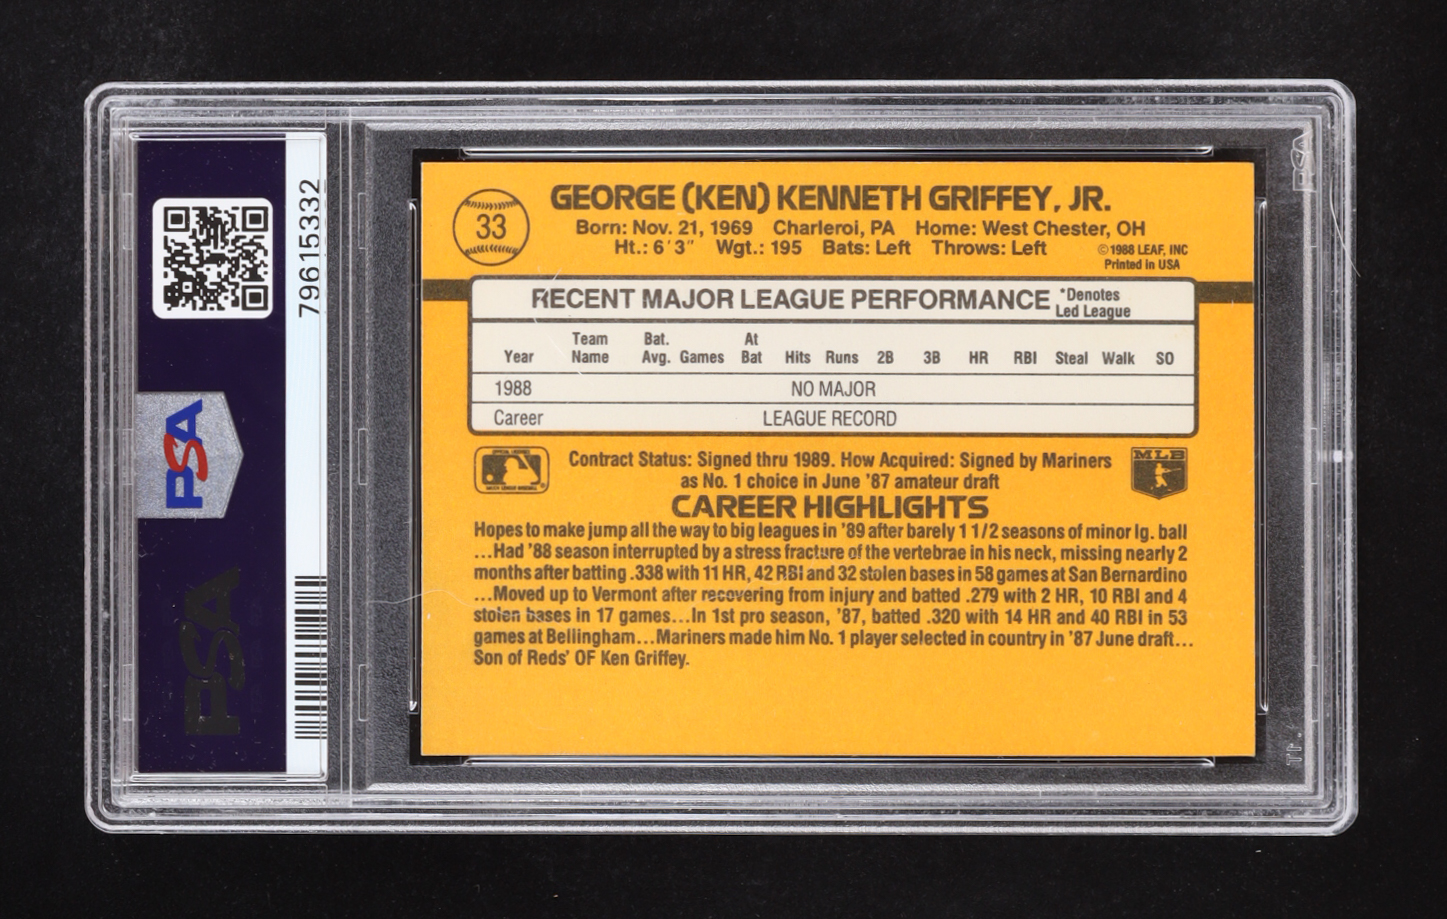 79615332
PSA
PSA
PSA
33
GEORGE (KEN) KENNETH GRIFFEY, JR.
Born: Nov. 21, 1969 Charleroi, PA Home: West Chester, OH
Ht.: 6'3" Wgt.: 195 Bats: Left Throws: Left
©1988 LEAF, INC
Printed in USA
RECENT MAJOR LEAGUE PERFORMANCE *Denotes
Led League
Year Team Name Bat. Avg. Games At Bat Hits Runs 2B 3B HR RBI Steal Walk SO
1988 NO MAJOR
Career LEAGUE RECORD
Contract Status: Signed thru 1989. How Acquired: Signed by Mariners
as No. 1 choice in June '87 amateur draft
MLB
CAREER HIGHLIGHTS
Hopes to make jump all the way to big leagues in '89 after barely 1 1/2 seasons of minor lg. ball
...Had '88 season interrupted by a stress fracture of the vertebrae in his neck, missing nearly 2
months after batting .338 with 11 HR, 42 RBI and 32 stolen bases in 58 games at San Bernardino
...Moved up to Vermont after recovering from injury and batted .279 with 2 HR, 10 RBI and 4
stolen bases in 17 games...In 1st pro season, '87, batted .320 with 14 HR and 40 RBI in 53
games at Bellingham...Mariners made him No. 1 player selected in country in '87 June draft...
Son of Reds' OF Ken Griffey.